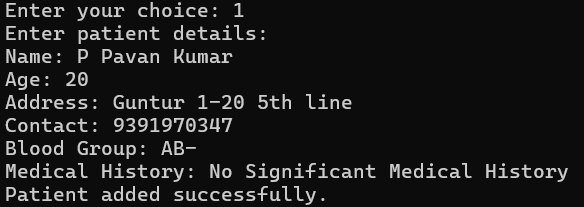 Enter your choice: 1
Enter patient details:
Name: P Pavan Kumar
Age: 20
Address: Guntur 1-20 5th line
Contact: 9391970347
Blood Group: AB-
Medical History: No Significant Medical History
Patient added successfully.